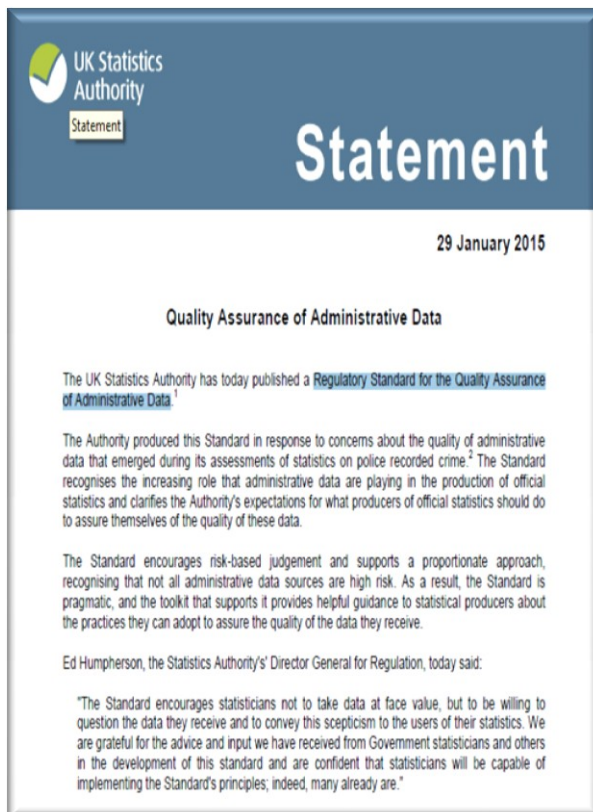 UK Statistics
Authority
Statement
Statement
29 January 2015
Quality Assurance of Administrative Data
The UK Statistics Authority has today published a Regulatory Standard for the Quality Assurance
of Administrative Data.1
The Authority produced this Standard in response to concerns about the quality of administrative
data that emerged during its assessments of statistics on police recorded crime.2 The Standard
recognises the increasing role that administrative data are playing in the production of official
statistics and clarifies the Authority's expectations for what producers of official statistics should do
to assure themselves of the quality of these data.
The Standard encourages risk-based judgement and supports a proportionate approach,
recognising that not all administrative data sources are high risk. As a result, the Standard is
pragmatic, and the toolkit that supports it provides helpful guidance to statistical producers about
the practices they can adopt to assure the quality of the data they receive.
Ed Humpherson, the Statistics Authority's' Director General for Regulation, today said:
"The Standard encourages statisticians not to take data at face value, but to be willing to
question the data they receive and to convey this scepticism to the users of their statistics. We
are grateful for the advice and input we have received from Government statisticians and others
in the development of this standard and are confident that statisticians will be capable of
implementing the Standard's principles; indeed, many already are."